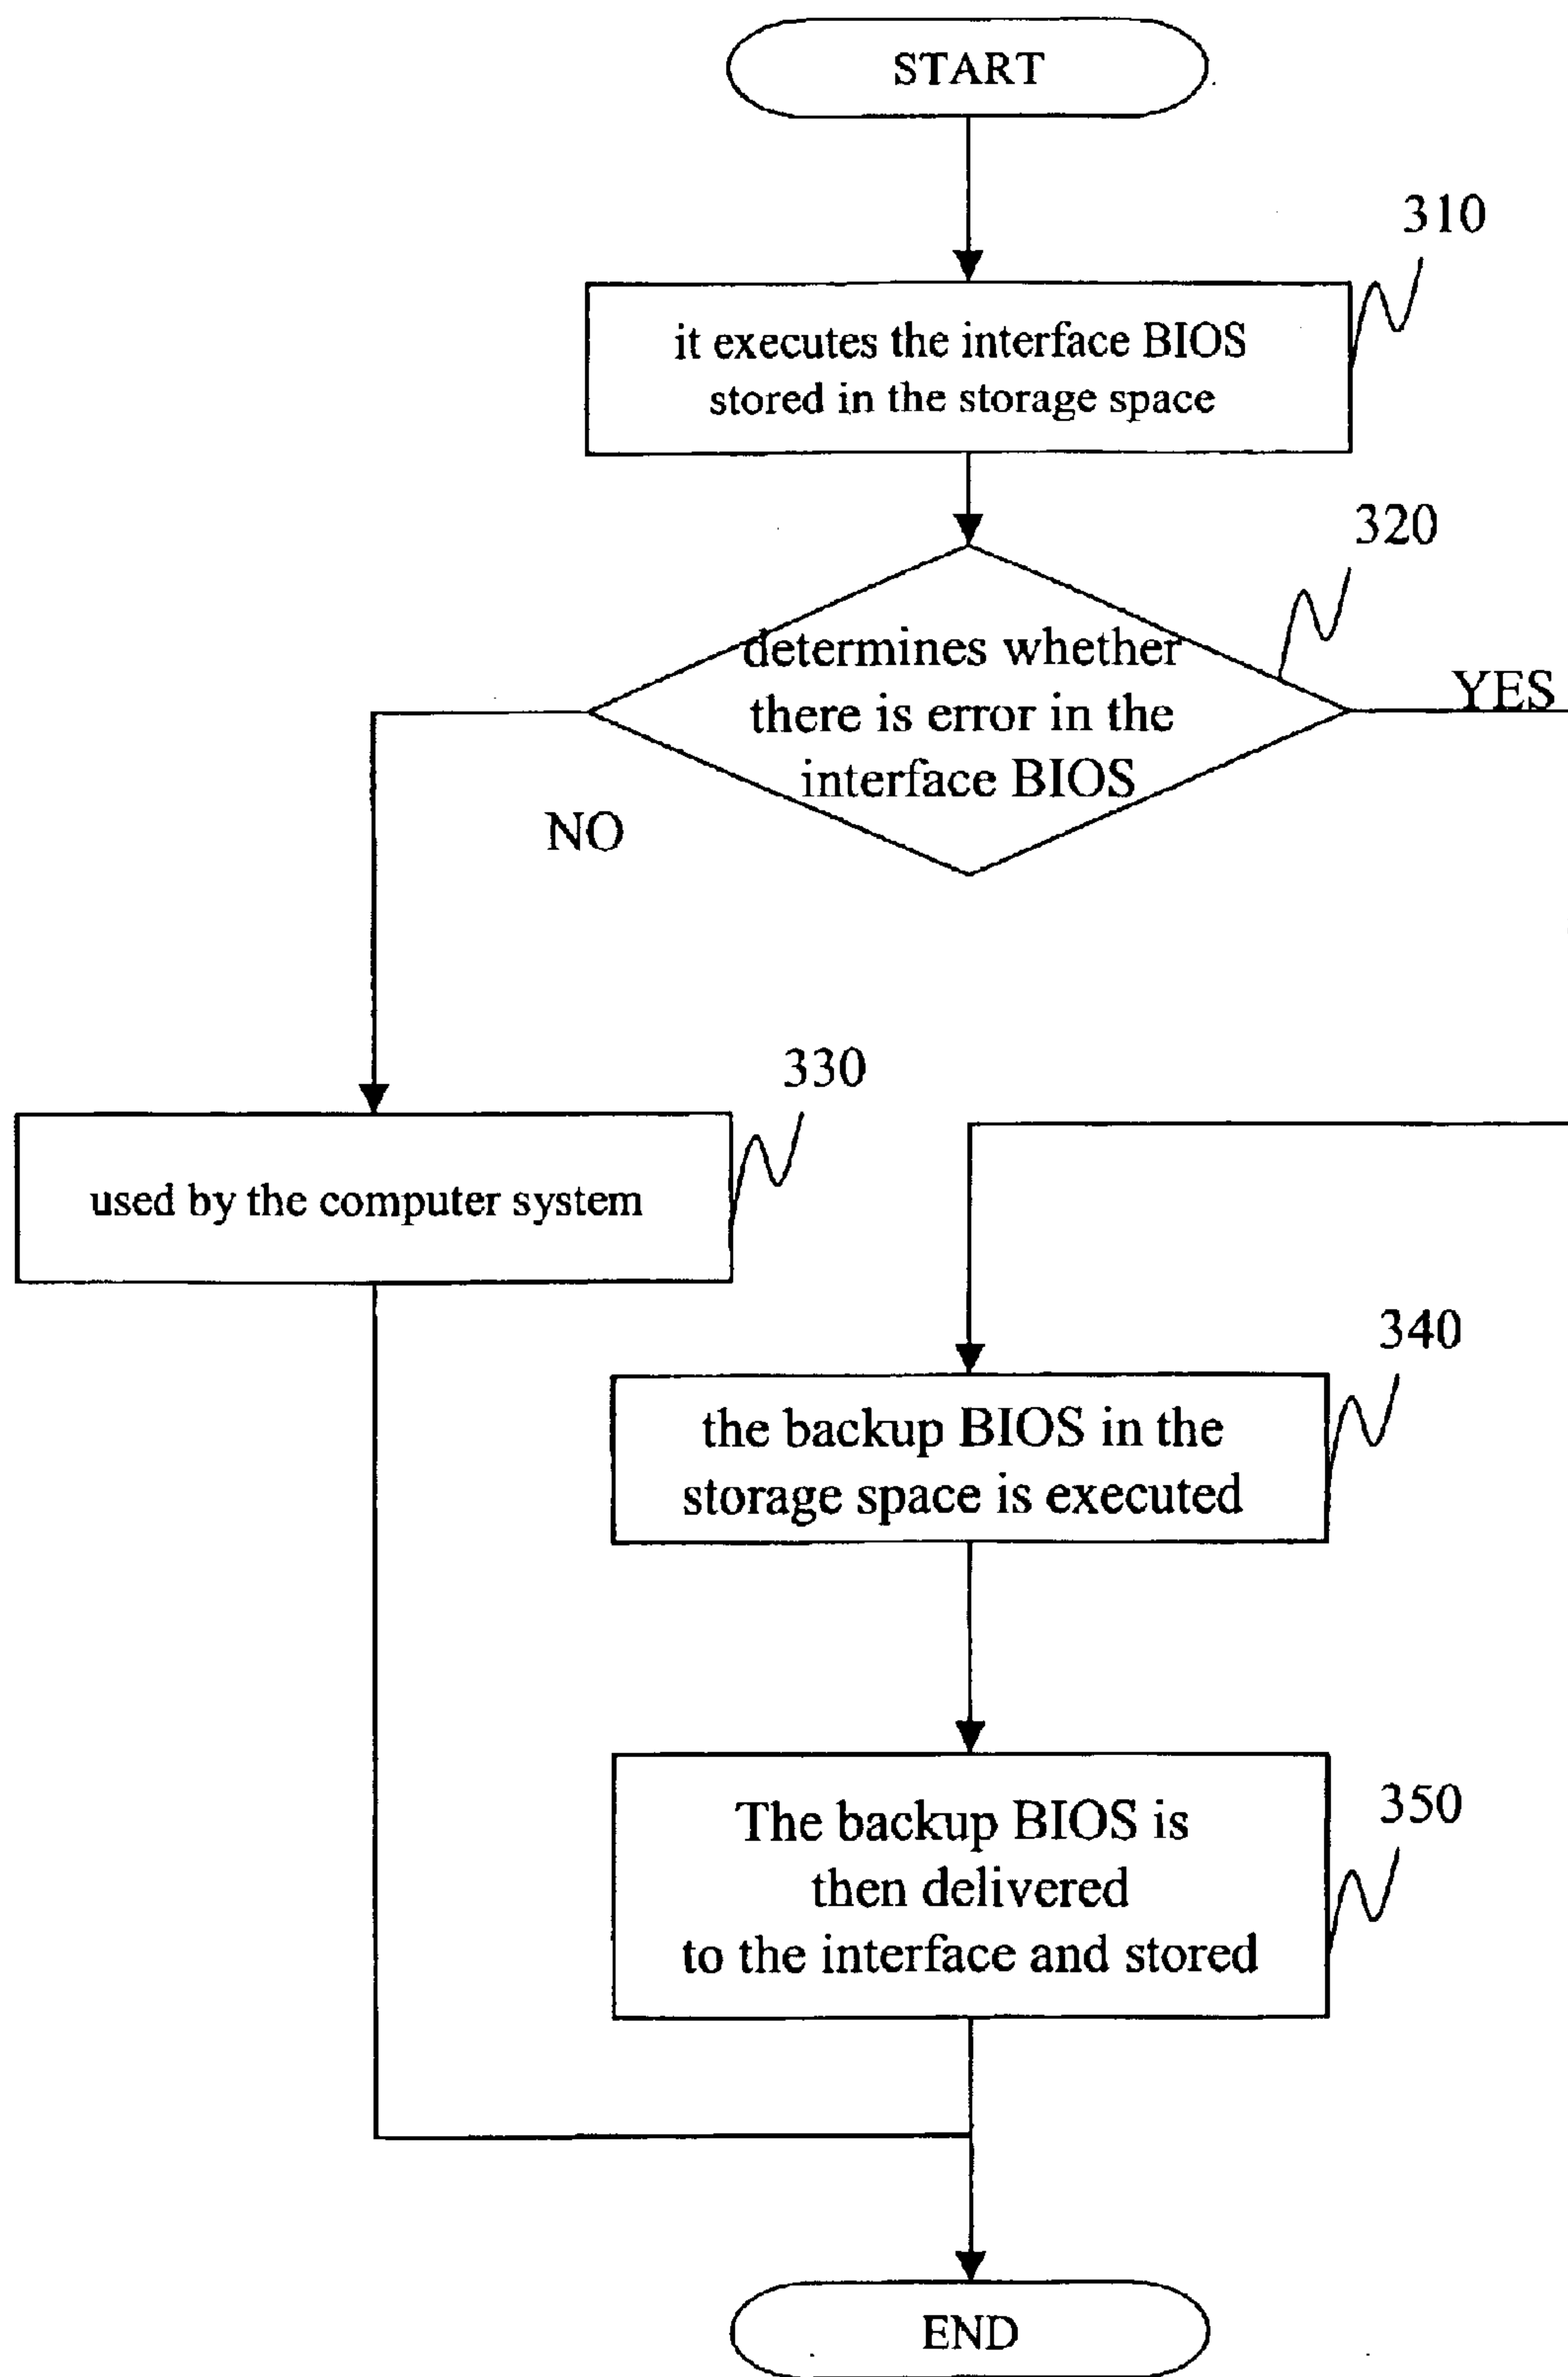 START
310
it executes the interface BIOS
stored in the storage space
320
determines whether
there is error in the
interface BIOS
YES
NO
330
used by the computer system
340
the backup BIOS in the
storage space is executed
350
The backup BIOS is
then delivered
to the interface and stored
END